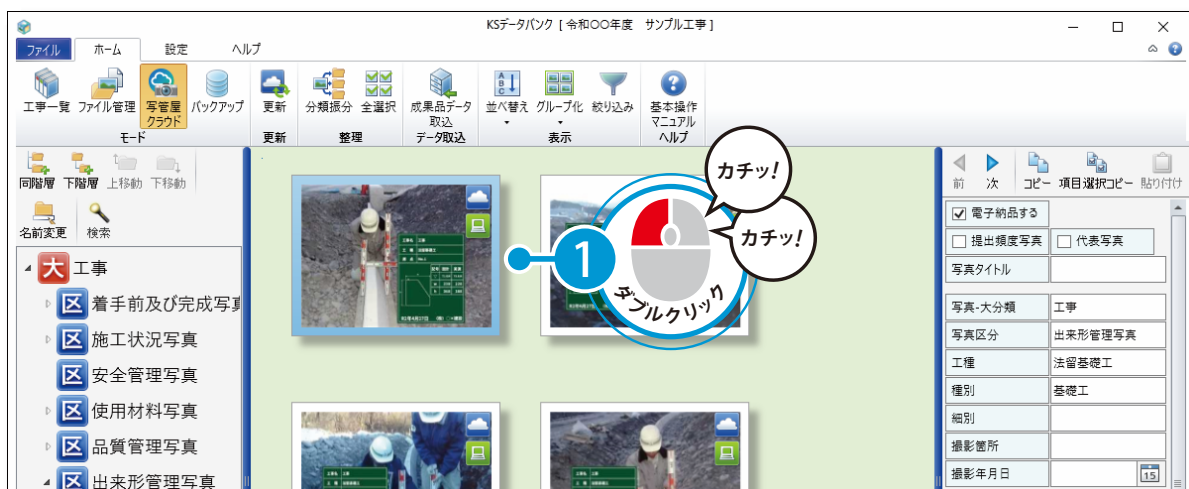 KSデータバンク [ 令和〇〇年度　サンプル工事 ]
ファイル ホーム 設定 ヘルプ
工事一覧 ファイル管理 写管屋クラウド バックアップ 更新 分類振分 全選択 成果品データ取込 並べ替え グループ化 絞り込み 基本操作マニュアル
モード 更新 整理 データ取込 表示 ヘルプ
同階層 下階層 上移動 下移動
名前変更 検索
大 工事
区 着手前及び完成写真
区 施工状況写真
区 安全管理写真
区 使用材料写真
区 品質管理写真
区 出来形管理写真
カチッ!
カチッ!
1
ダブルクリック
前 次 コピー 項目選択コピー 貼り付け
電子納品する
提出頻度写真 代表写真
写真タイトル
写真-大分類 工事
写真区分 出来形管理写真
工種 法留基礎工
種別 基礎工
細別
撮影箇所
撮影年月日 15